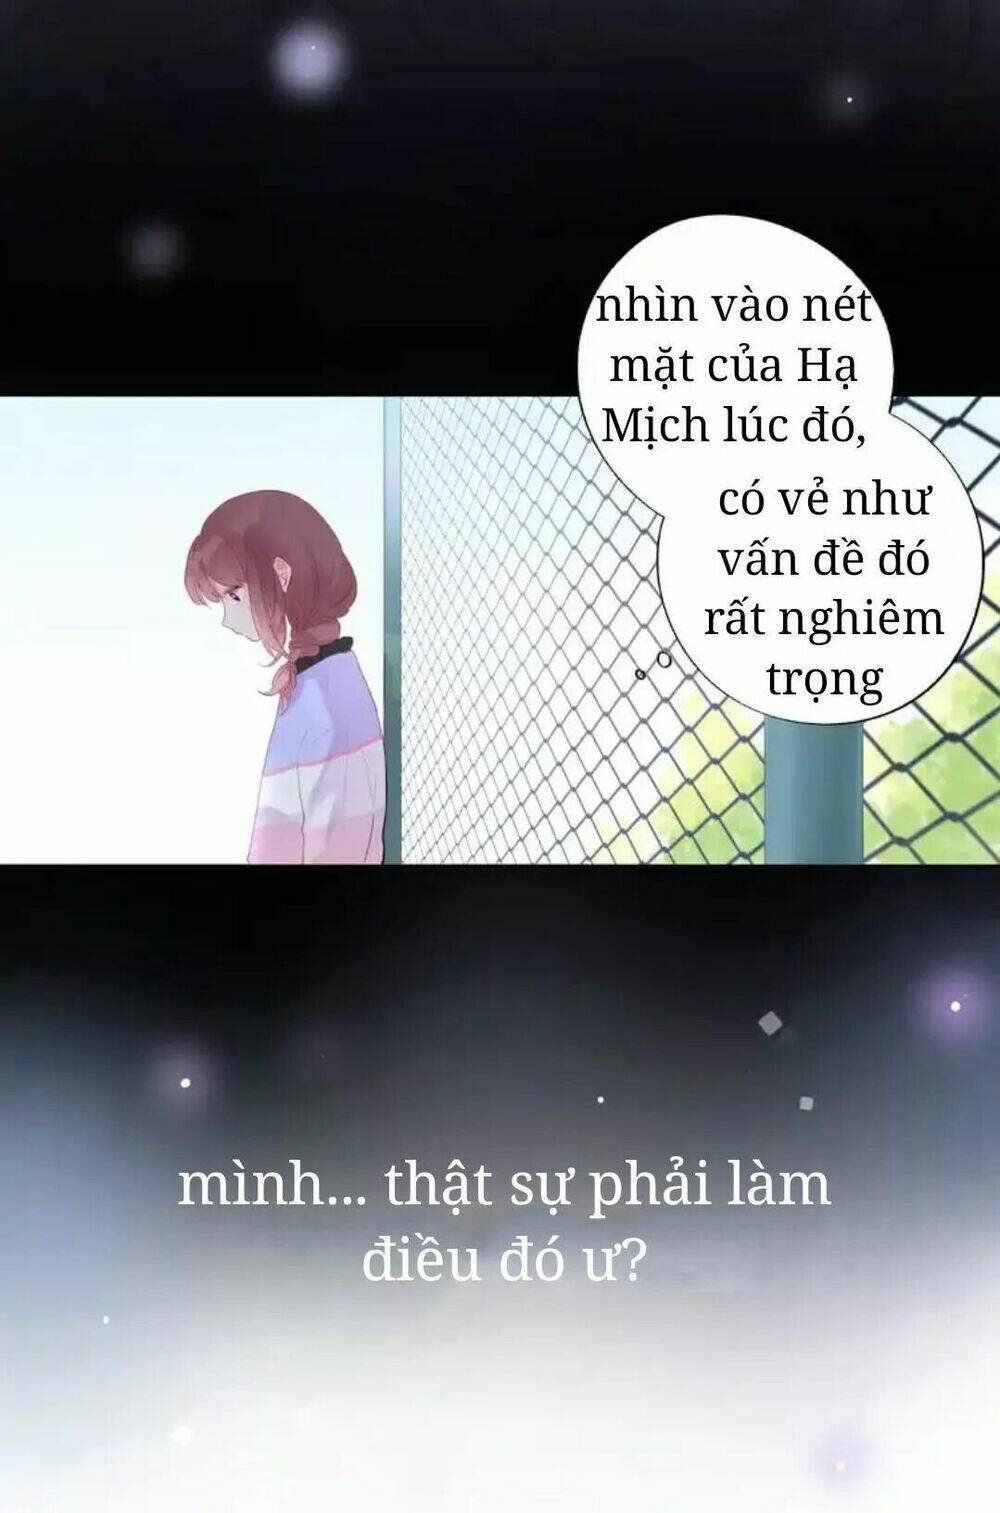 nhìn vào nét
mặt của Hạ
Mịch lúc đó,
có vẻ như
vấn đề đó
rất nghiêm
trọng
mình... thật sự phải làm
điều đó ư?